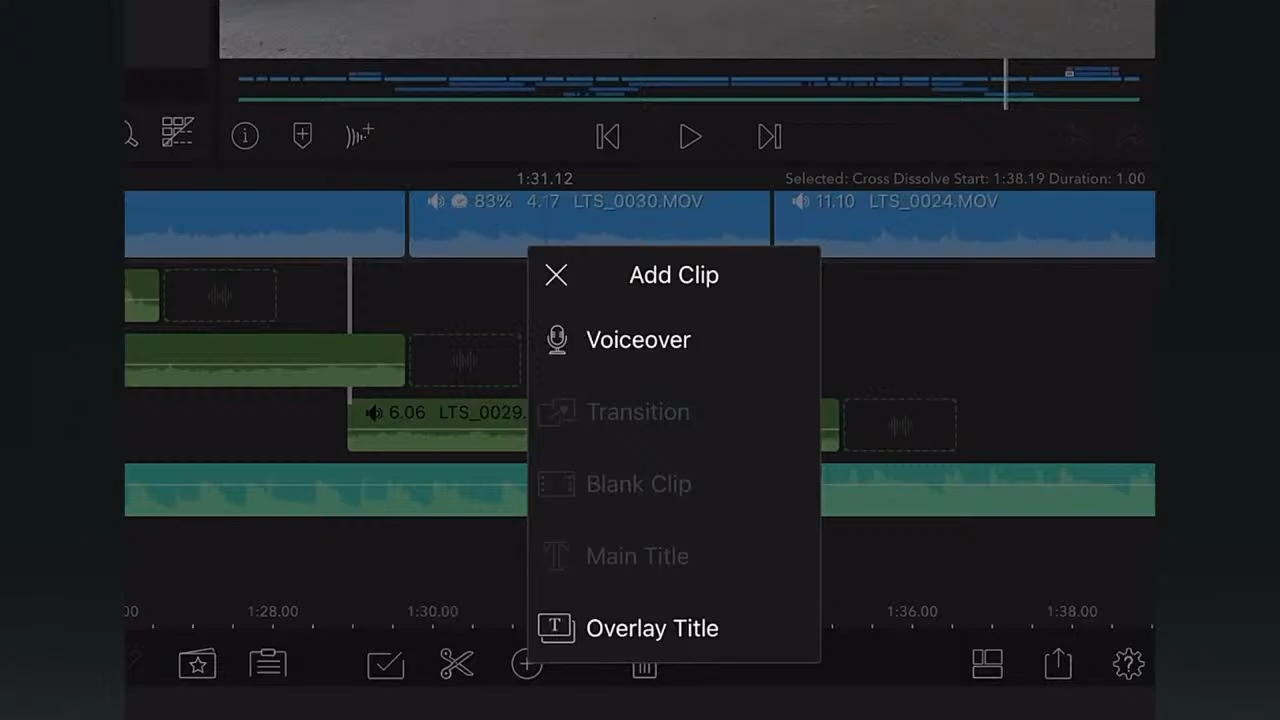 1:31.12
Selected: Cross Dissolve Start: 1:38.19 Duration: 1.00
83% 4.17 LTS_0030.MOV
11.10 LTS_0024.MOV
Add Clip
Voiceover
6.06 LTS_0029.
Transition
Blank Clip
Main Title
00 1:28.00 1:30.00 1:36.00 1:38.00
Overlay Title